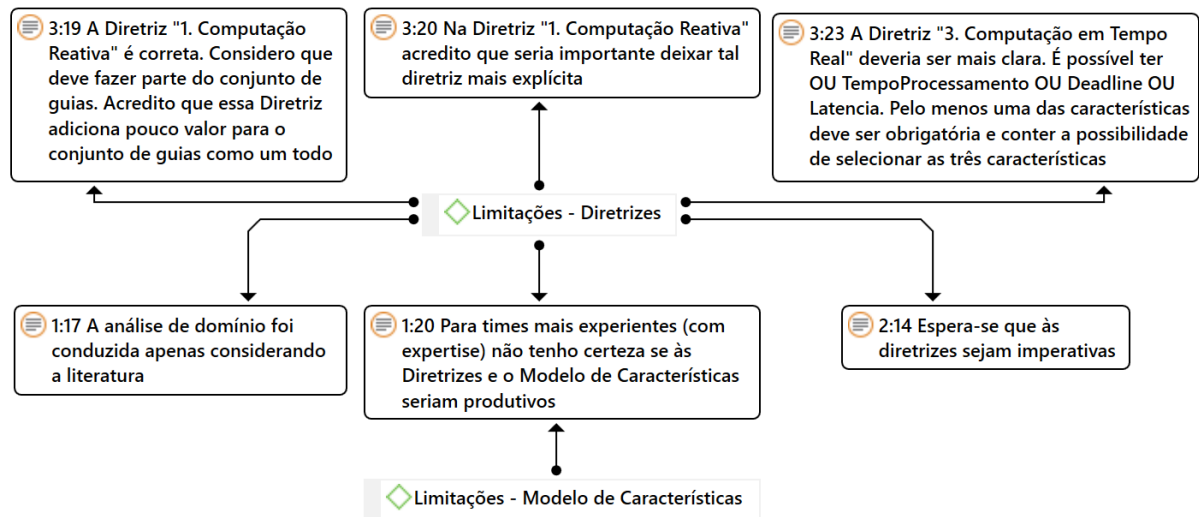 3:19 A Diretriz "1. Computação
Reativa" é correta. Considero que
deve fazer parte do conjunto de
guias. Acredito que essa Diretriz
adiciona pouco valor para o
conjunto de guias como um todo
3:20 Na Diretriz "1. Computação Reativa"
acredito que seria importante deixar tal
diretriz mais explícita
3:23 A Diretriz "3. Computação em Tempo
Real" deveria ser mais clara. É possível ter
OU TempoProcessamento OU Deadline OU
Latencia. Pelo menos uma das características
deve ser obrigatória e conter a possibilidade
de selecionar as três características
Limitações - Diretrizes
1:17 A análise de domínio foi
conduzida apenas considerando
a literatura
1:20 Para times mais experientes (com
expertise) não tenho certeza se às
Diretrizes e o Modelo de Características
seriam produtivos
2:14 Espera-se que às
diretrizes sejam imperativas
Limitações - Modelo de Características